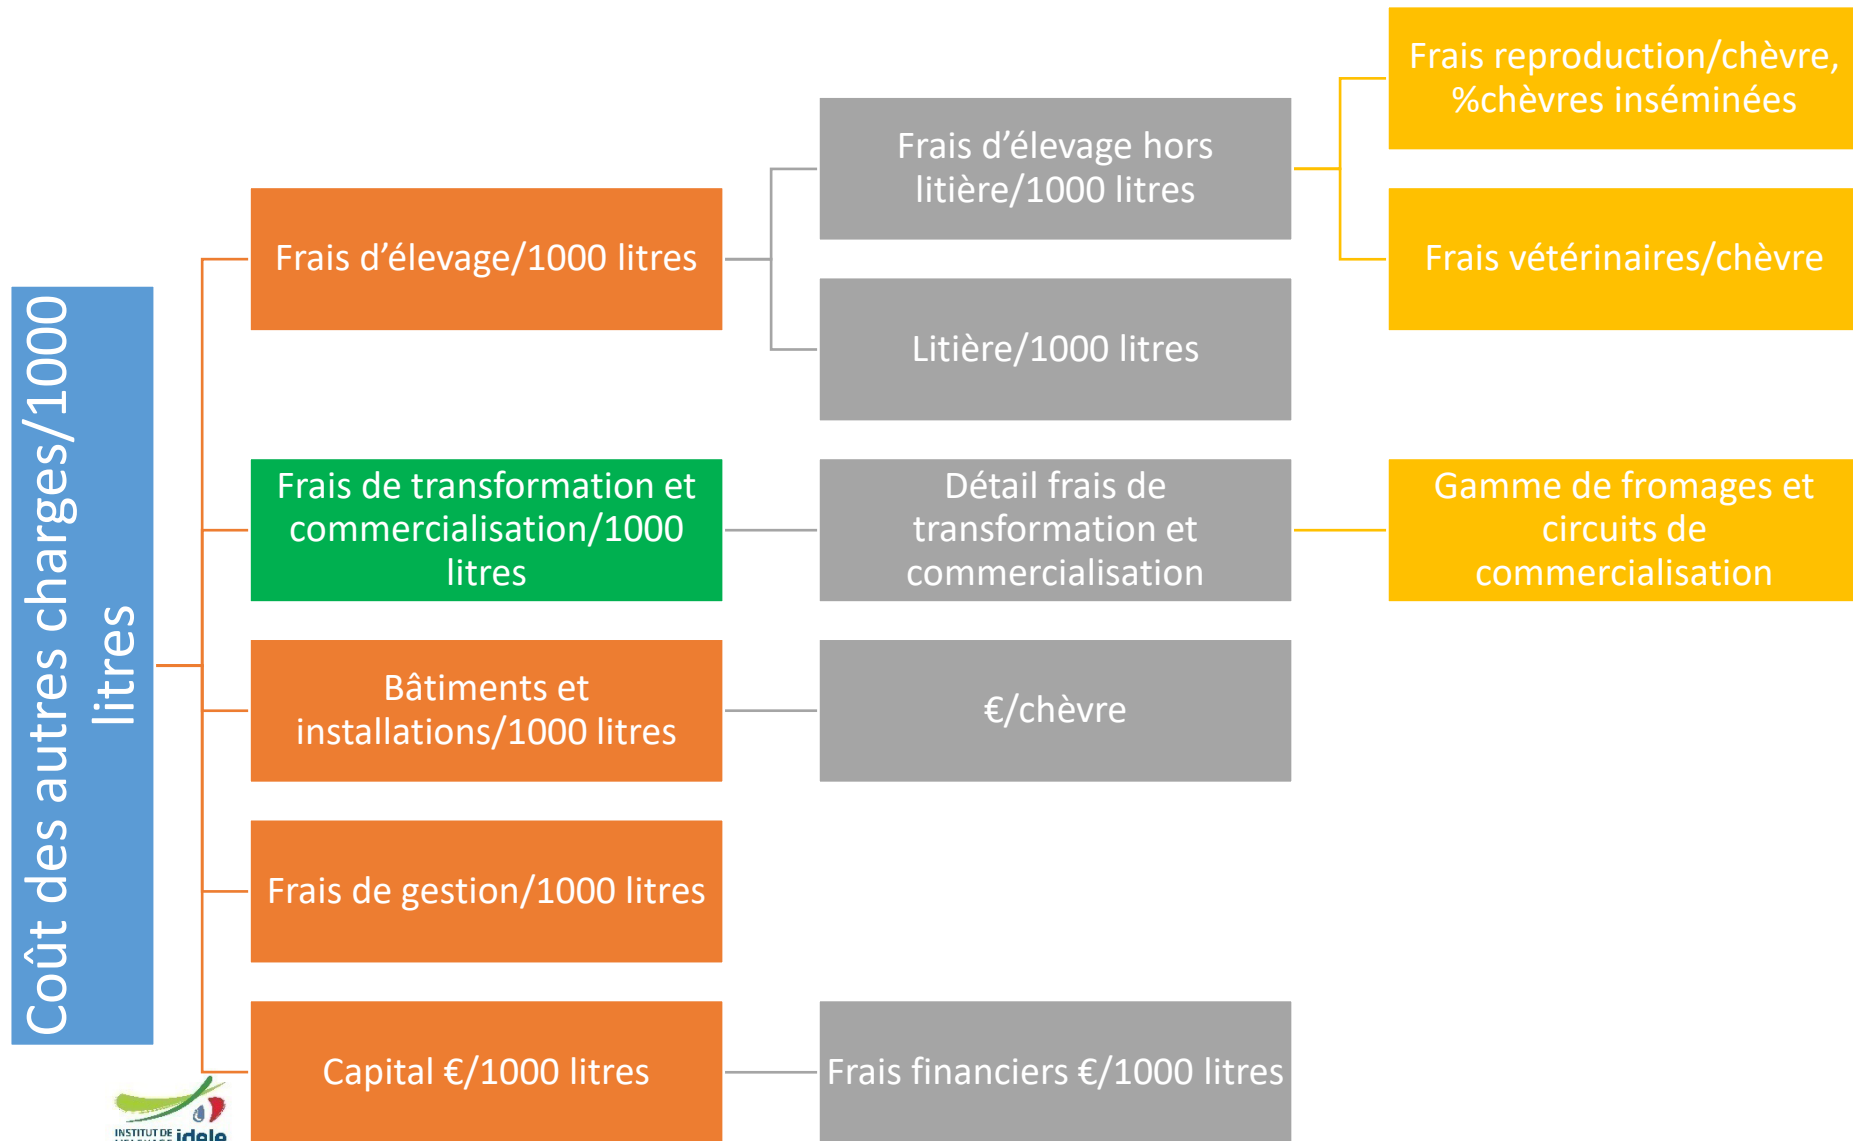 Coût des autres charges/1000
litres
Frais d’élevage/1000 litres
Frais d’élevage hors
litière/1000 litres
Frais reproduction/chèvre,
%chèvres inséminées
Frais vétérinaires/chèvre
Litière/1000 litres
Frais de transformation et
commercialisation/1000
litres
Détail frais de
transformation et
commercialisation
Gamme de fromages et
circuits de
commercialisation
Bâtiments et
installations/1000 litres
€/chèvre
Frais de gestion/1000 litres
Capital €/1000 litres
Frais financiers €/1000 litres
INSTITUT DE
idele